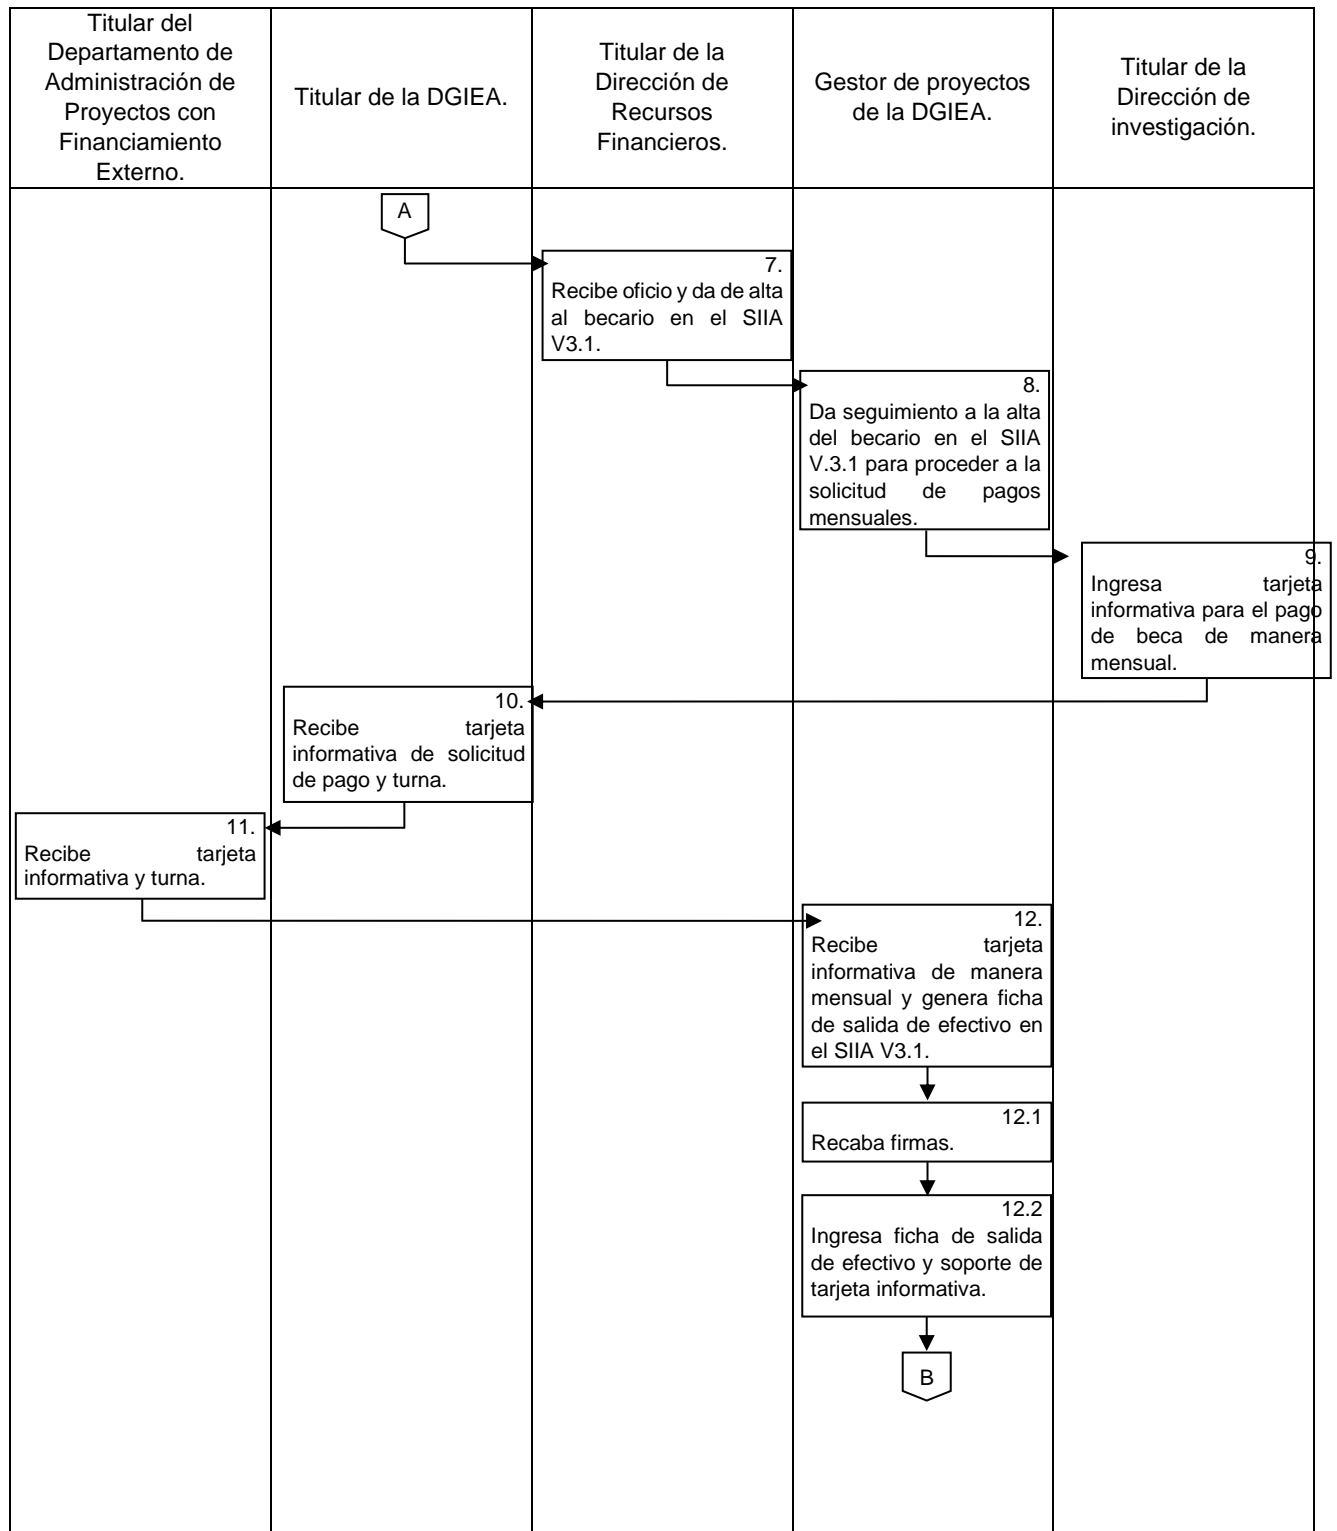 Titular del
Departamento de
Administración de
Proyectos con
Financiamiento
Externo.
Titular de la DGIEA.
Titular de la
Dirección de
Recursos
Financieros.
Gestor de proyectos
de la DGIEA.
Titular de la
Dirección de
investigación.
A
7.
Recibe oficio y da de alta
al becario en el SIIA
V3.1.
8.
Da seguimiento a la alta
del becario en el SIIA
V.3.1 para proceder a la
solicitud de pagos
mensuales.
9.
Ingresa tarjeta
informativa para el pago
de beca de manera
mensual.
10.
Recibe tarjeta
informativa de solicitud
de pago y turna.
11.
Recibe tarjeta
informativa y turna.
12.
Recibe tarjeta
informativa de manera
mensual y genera ficha
de salida de efectivo en
el SIIA V3.1.
12.1
Recaba firmas.
12.2
Ingresa ficha de salida
de efectivo y soporte de
tarjeta informativa.
B